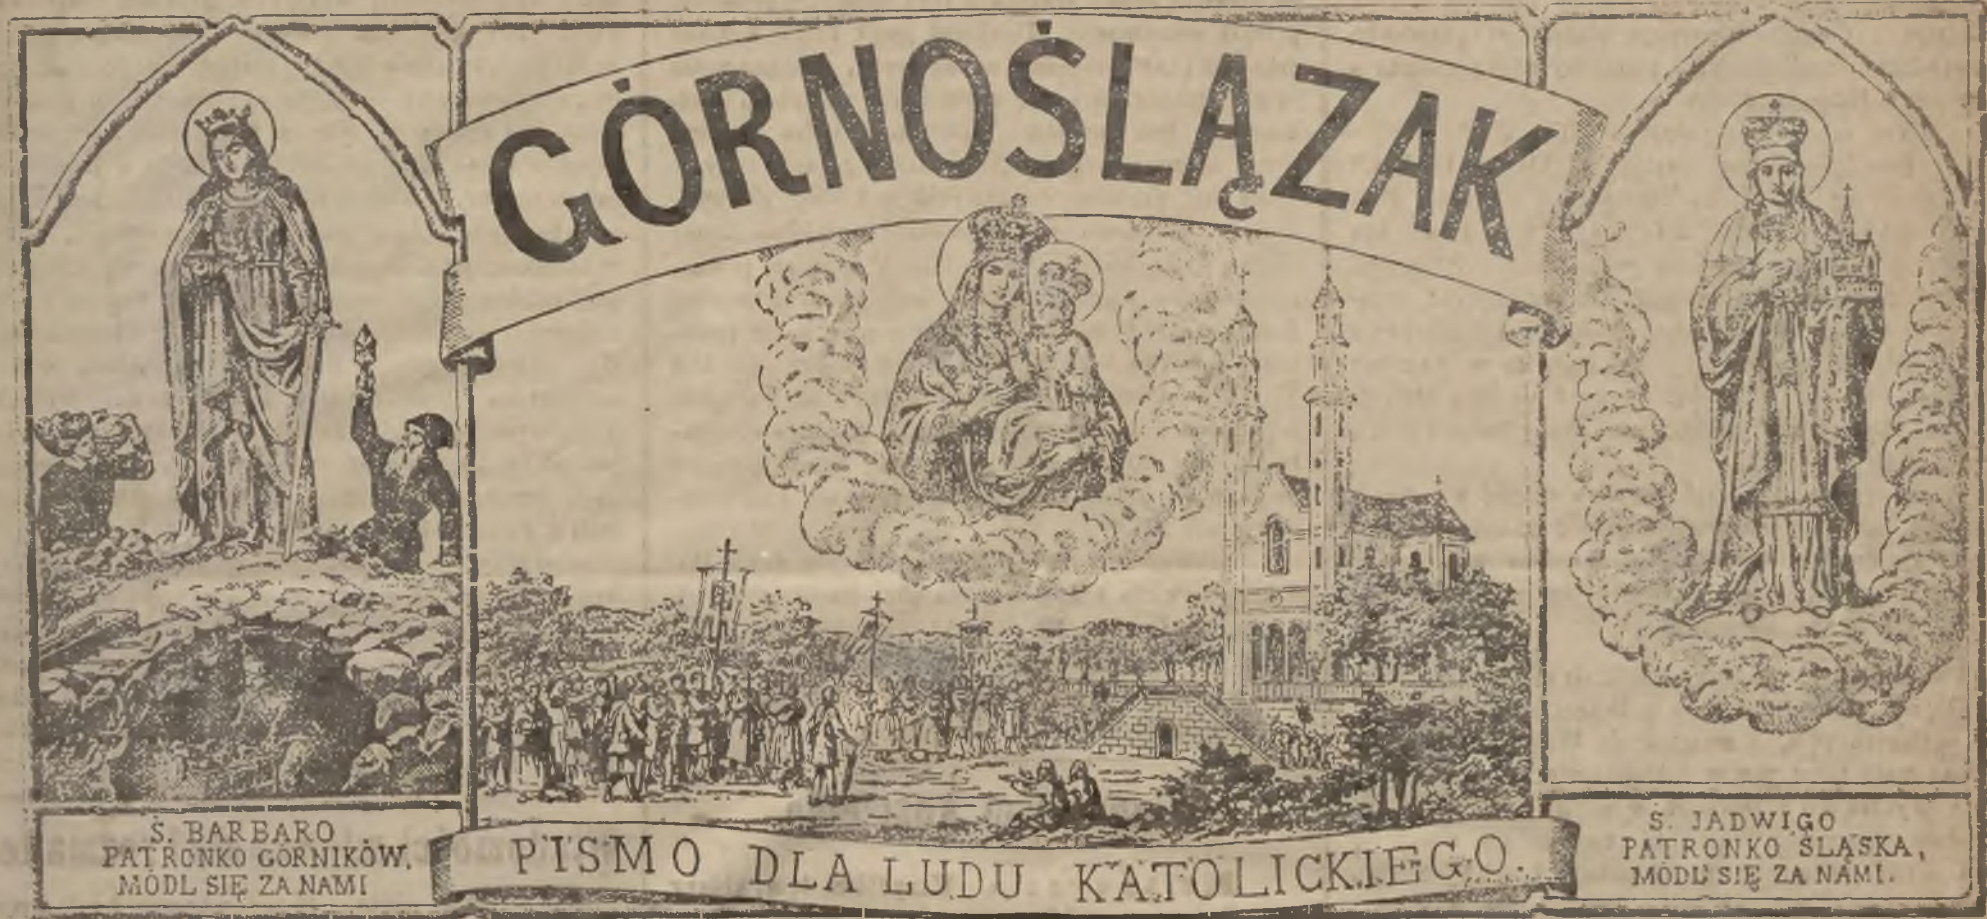 GÓRNOŚLĄZAK
Ś. BARBARO
PATRONKO GÓRNIKÓW,
MÓDL SIĘ ZA NAMI
PISMO DLA LUDU KATOLICKIEGO.
Ś. JADWIGO
PATRONKO ŚLĄSKA,
MÓDL SIĘ ZA NAMI.